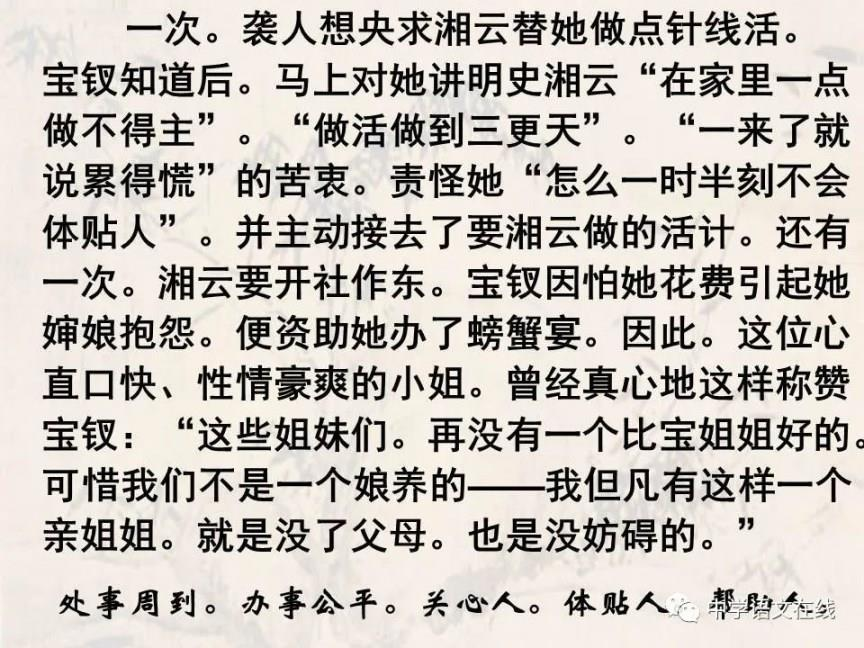 一次。袭人想央求湘云替她做点针线活。
宝钗知道后。马上对她讲明史湘云“在家里一点
做不得主”。“做活做到三更天”。“一来了就
说累得慌”的苦衷。责怪她“怎么一时半刻不会
体贴人”。并主动接去了要湘云做的活计。还有
一次。湘云要开社作东。宝钗因怕她花费引起她
婶娘抱怨。便资助她办了螃蟹宴。因此。这位心
直口快、性情豪爽的小姐。曾经真心地这样称赞
宝钗：“这些姐妹们。再没有一个比宝姐姐好的。
可惜我们不是一个娘养的——我但凡有这样一个
亲姐姐。就是没了父母。也是没妨碍的。”
处事周到。办事公平。关心人。体贴人。帮助人
中学语文在线